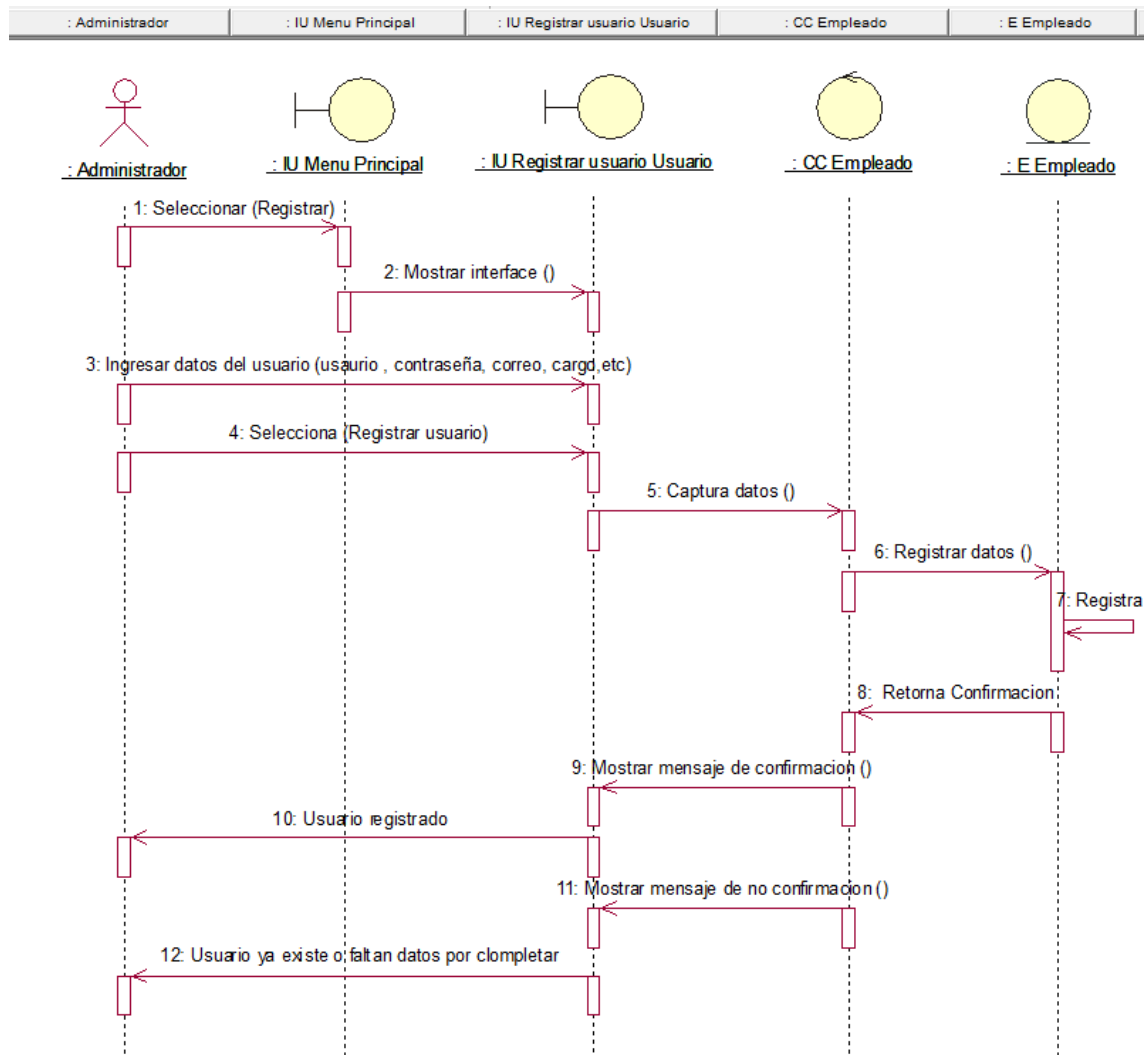 : Administrador
: IU Menu Principal
: IU Registrar usuario Usuario
: CC Empleado
: E Empleado
: Administrador
: IU Menu Principal
: IU Registrar usuario Usuario
: CC Empleado
: E Empleado
1: Seleccionar (Registrar)
2: Mostrar interface ()
3: Ingresar datos del usuario (usaurio , contraseña, correo, cargo,etc)
4: Selecciona (Registrar usuario)
5: Captura datos ()
6: Registrar datos ()
7: Registra
8: Retorna Confirmacion
9: Mostrar mensaje de confirmacion ()
10: Usuario registrado
11: Mostrar mensaje de no confirmacion ()
12: Usuario ya existe o faltan datos por clompletar